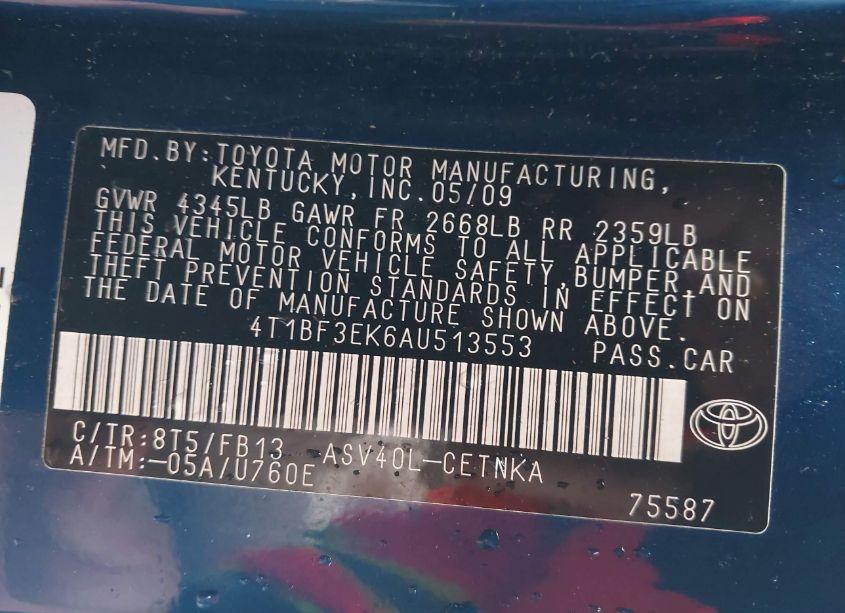 MFD.BY:TOYOTA MOTOR MANUFACTURING,
KENTUCKY,INC.05/09
GVWR 4345LB GAWR FR 2668LB RR 2359LB
THIS VEHICLE CONFORMS TO ALL APPLICABLE
FEDERAL MOTOR VEHICLE SAFETY,BUMPER,AND
THEFT PREVENTION STANDARDS IN EFFECT ON
THE DATE OF MANUFACTURE SHOWN ABOVE.
4T1BF3EK6AU513553 PASS.CAR
C/TR:8T5/FB13 ASV40L-CETNKA
A/TM:-05A/U760E
75587